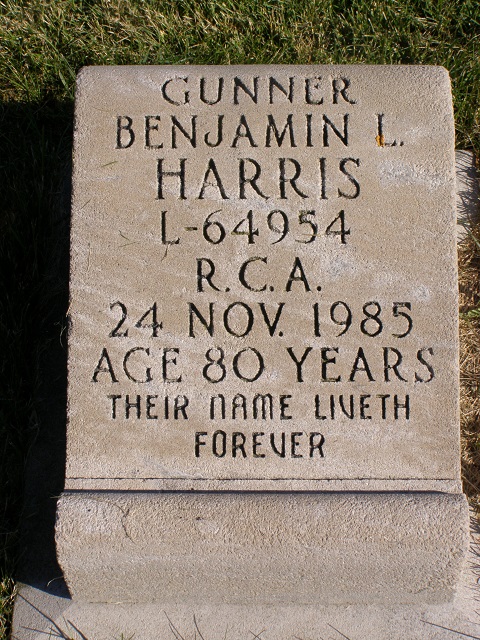 GUNNER
BENJAMIN L.
HARRIS
L-64954
R.C.A.
24 NOV. 1985
AGE 80 YEARS
THEIR NAME LIVETH
FOREVER